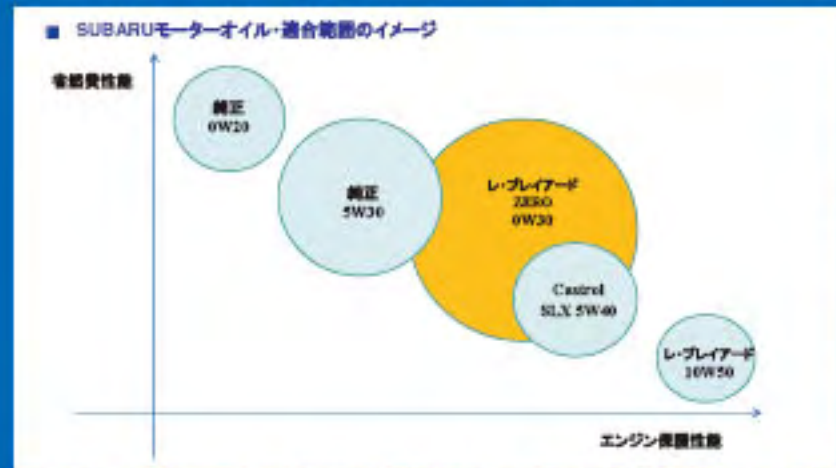 ■ SUBARUモーターオイル・適合範囲のイメージ
省燃費性能
純正
0W20
純正
5W30
レ・プレイアード
ZERO
0W30
Castrol
SLX 5W40
レ・プレイアード
10W50
エンジン保護性能